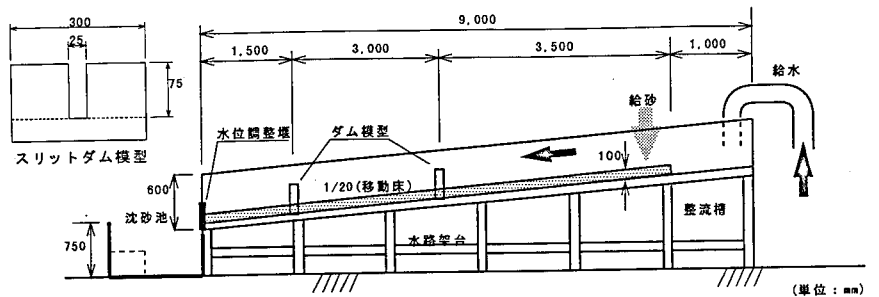 300
25
75
スリットダム模型
9,000
1,500
3,000
3,500
1,000
給水
給砂
水位調整堰
ダム模型
100
600
1/20(移動床)
沈砂池
整流槽
750
水路架台
(単位:mm)